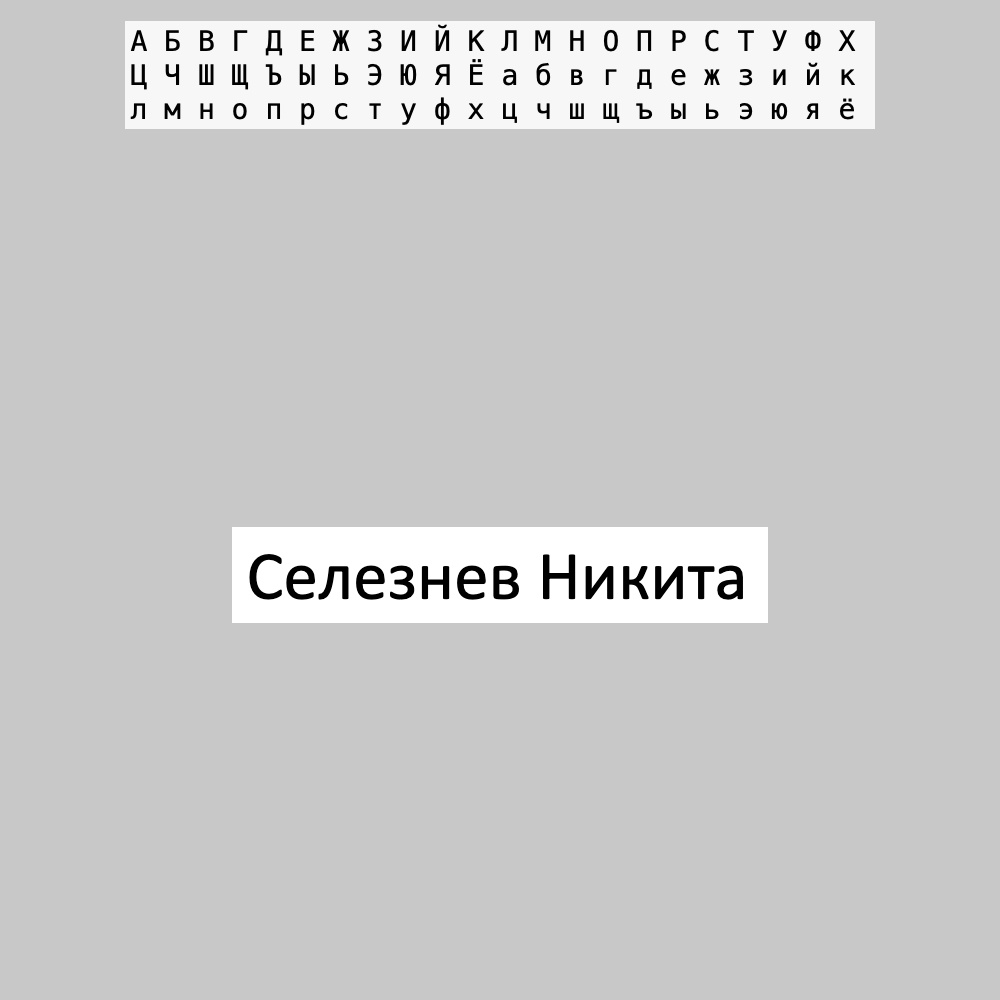 А Б В Г Д Е Ж З И Й К Л М Н О П Р С Т У Ф Х
Ц Ч Ш Щ Ъ Ы Ь Э Ю Я Ё а б в г д е ж з и й к
л м н о п р с т у ф х ц ч ш щ ъ ы ь э ю я ё
Селезнев Никита